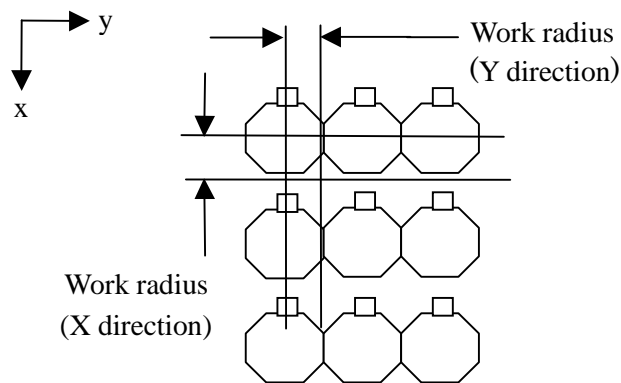 y
x
Work radius
(Y direction)
Work radius
(X direction)